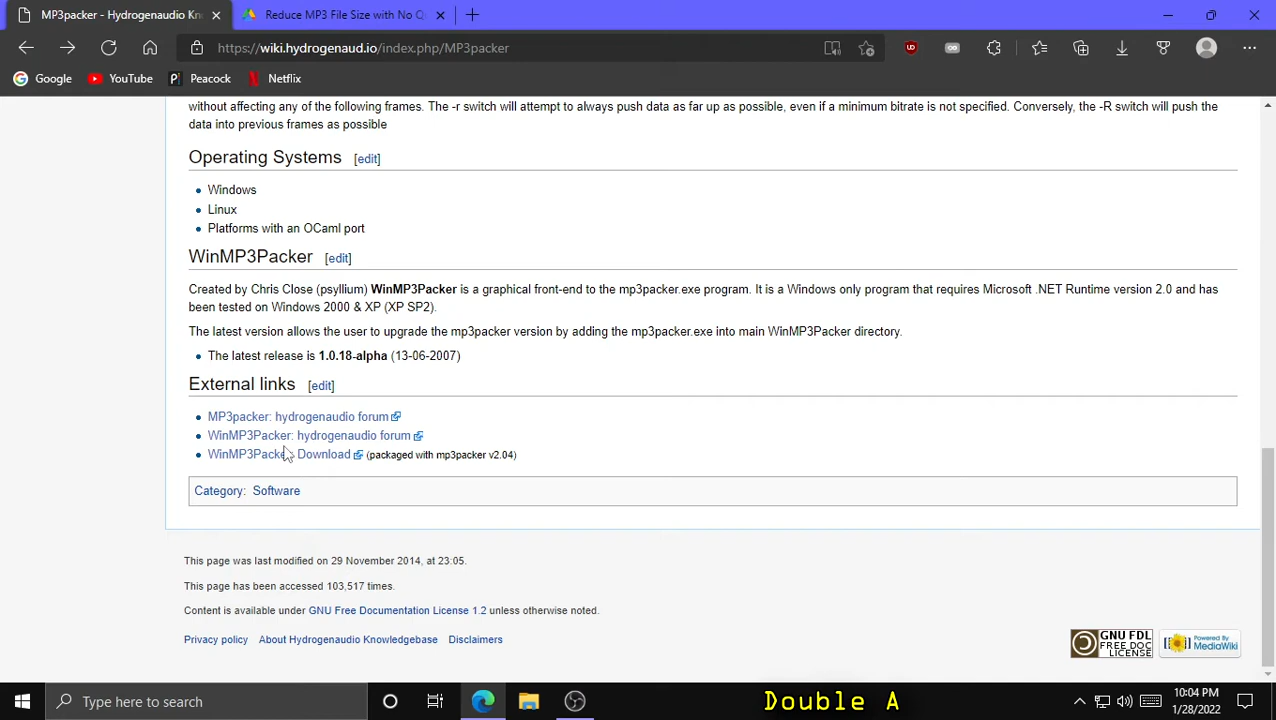 MP3packer - Hydrogenaudio Kn
Reduce MP3 File Size with No Q
https://wiki.hydrogenaud.io/index.php/MP3packer
Google
YouTube
Peacock
Netflix
without affecting any of the following frames. The -r switch will attempt to always push data as far up as possible, even if a minimum bitrate is not specified. Conversely, the -R switch will push the
data into previous frames as possible
Operating Systems [edit]
Windows
Linux
Platforms with an OCaml port
WinMP3Packer [edit]
Created by Chris Close (psyllium) WinMP3Packer is a graphical front-end to the mp3packer.exe program. It is a Windows only program that requires Microsoft .NET Runtime version 2.0 and has
been tested on Windows 2000 & XP (XP SP2).
The latest version allows the user to upgrade the mp3packer version by adding the mp3packer.exe into main WinMP3Packer directory.
The latest release is 1.0.18-alpha (13-06-2007)
External links [edit]
MP3packer: hydrogenaudio forum
WinMP3Packer: hydrogenaudio forum
WinMP3Packer Download (packaged with mp3packer v2.04)
Category: Software
This page was last modified on 29 November 2014, at 23:05.
This page has been accessed 103,517 times.
Content is available under GNU Free Documentation License 1.2 unless otherwise noted.
Privacy policy About Hydrogenaudio Knowledgebase Disclaimers
GNU FDL
FREE DOC
LICENSE
Powered By
MediaWiki
Type here to search
Double A
10:04 PM
1/28/2022